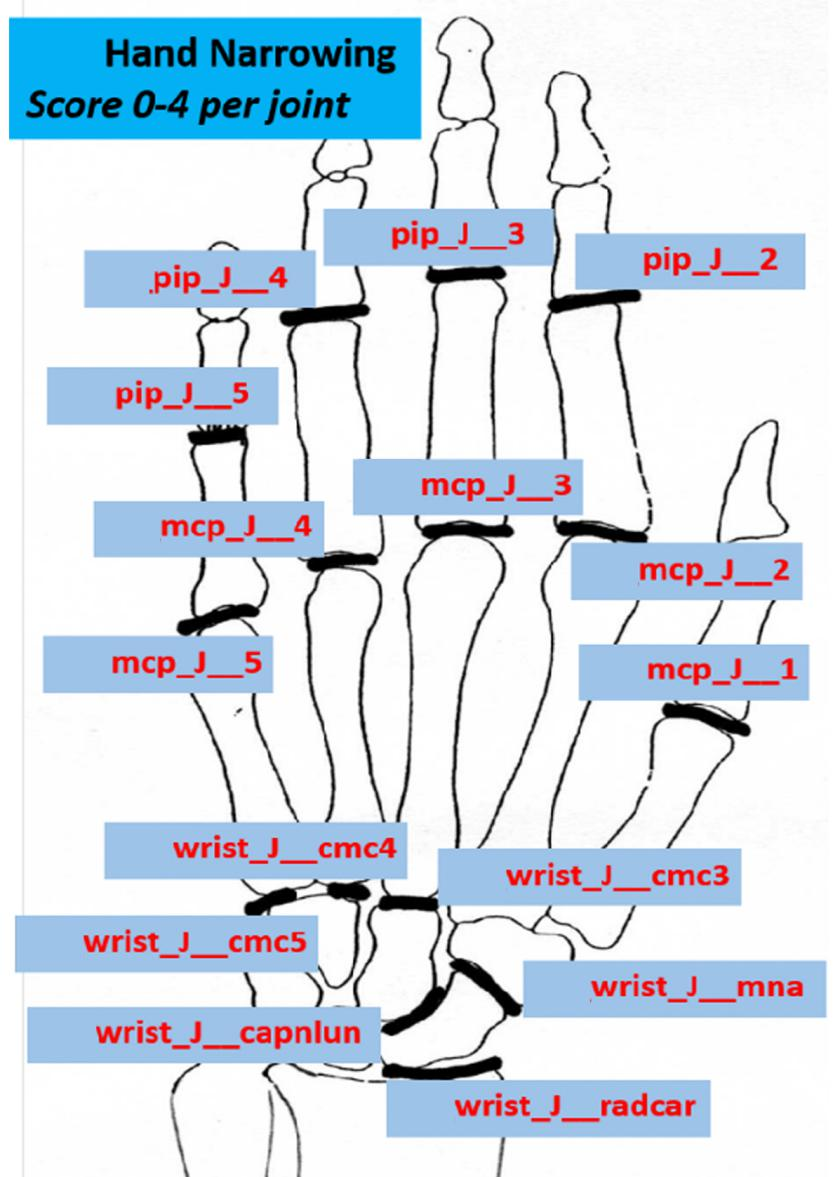 Hand Narrowing
Score 0-4 per joint
pip_J__3
pip_J__2
pip_J__4
pip_J__5
mcp_J__3
mcp_J__4
mcp_J__2
mcp_J__5
mcp_J__1
wrist_J__cmc4
wrist_J__cmc3
wrist_J__cmc5
wrist_J__mna
wrist_J__capnlun
wrist_J__radcar